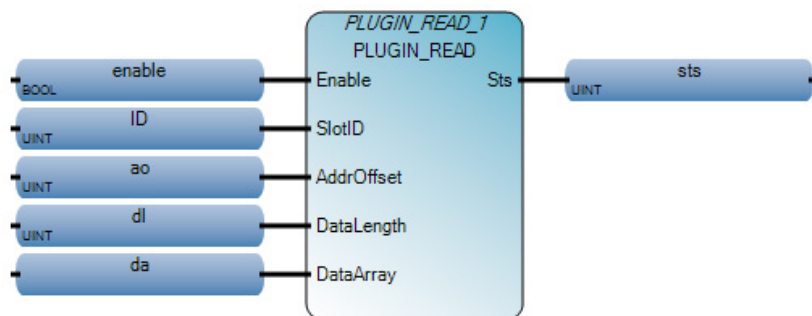 PLUGIN_READ_1
PLUGIN_READ
enable
BOOL
Enable
Sts
sts
UINT
ID
UINT
SlotID
ao
UINT
AddrOffset
dl
UINT
DataLength
da
DataArray